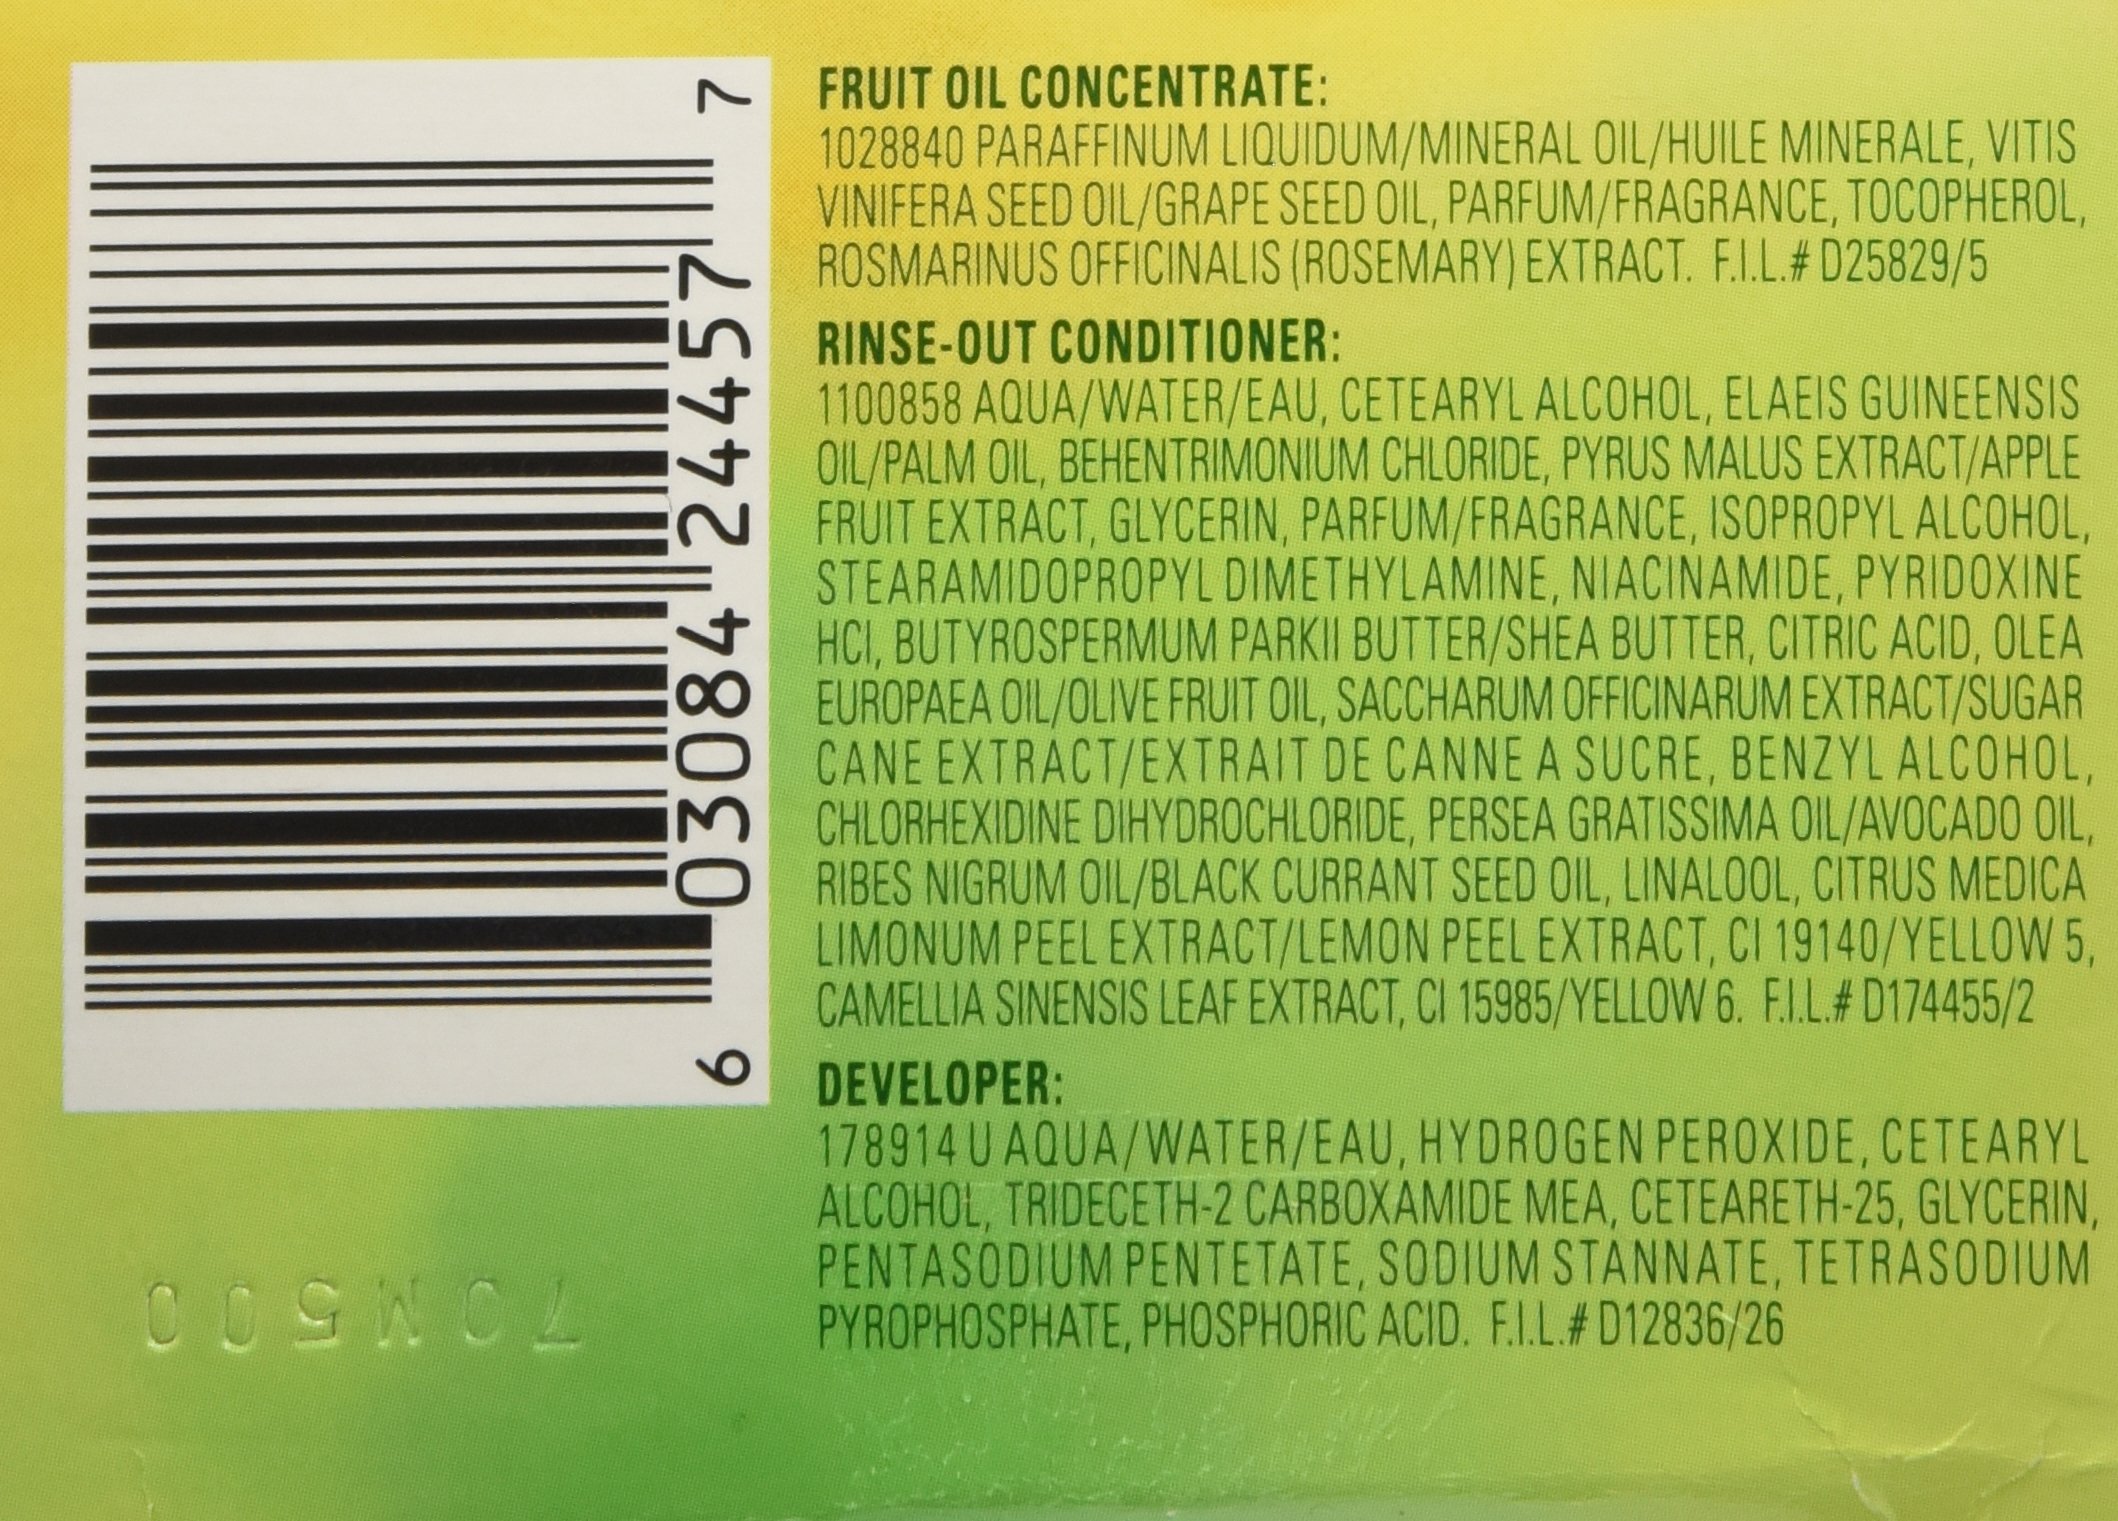 6 03084 24457 7
FRUIT OIL CONCENTRATE:
1028840 PARAFFINUM LIQUIDUM/MINERAL OIL/HUILE MINERALE, VITIS
VINIFERA SEED OIL/GRAPE SEED OIL, PARFUM/FRAGRANCE, TOCOPHEROL,
ROSMARINUS OFFICINALIS (ROSEMARY) EXTRACT. F.I.L.# D25829/5
RINSE-OUT CONDITIONER:
1100858 AQUA/WATER/EAU, CETEARYL ALCOHOL, ELAEIS GUINEENSIS
OIL/PALM OIL, BEHENTRIMONIUM CHLORIDE, PYRUS MALUS EXTRACT/APPLE
FRUIT EXTRACT, GLYCERIN, PARFUM/FRAGRANCE, ISOPROPYL ALCOHOL,
STEARAMIDOPROPYL DIMETHYLAMINE, NIACINAMIDE, PYRIDOXINE
HCI, BUTYROSPERMUM PARKII BUTTER/SHEA BUTTER, CITRIC ACID, OLEA
EUROPAEA OIL/OLIVE FRUIT OIL, SACCHARUM OFFICINARUM EXTRACT/SUGAR
CANE EXTRACT/EXTRAIT DE CANNE A SUCRE, BENZYL ALCOHOL,
CHLORHEXIDINE DIHYDROCHLORIDE, PERSEA GRATISSIMA OIL/AVOCADO OIL,
RIBES NIGRUM OIL/BLACK CURRANT SEED OIL, LINALOOL, CITRUS MEDICA
LIMONUM PEEL EXTRACT/LEMON PEEL EXTRACT, CI 19140/YELLOW 5,
CAMELLIA SINENSIS LEAF EXTRACT, CI 15985/YELLOW 6. F.I.L.# D174455/2
DEVELOPER:
178914 U AQUA/WATER/EAU, HYDROGEN PEROXIDE, CETEARYL
ALCOHOL, TRIDECETH-2 CARBOXAMIDE MEA, CETEARETH-25, GLYCERIN,
PENTASODIUM PENTETATE, SODIUM STANNATE, TETRASODIUM
PYROPHOSPHATE, PHOSPHORIC ACID. F.I.L.# D12836/26